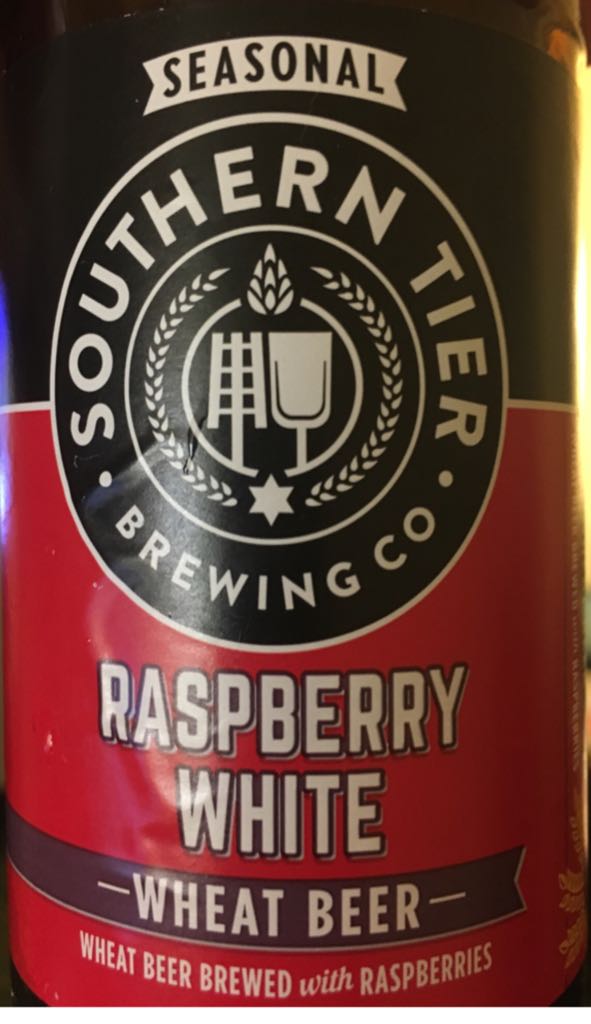 SEASONAL
SOUTHERN TIER
• BREWING CO •
RASPBERRY
WHITE
—WHEAT BEER—
WHEAT BEER BREWED with RASPBERRIES